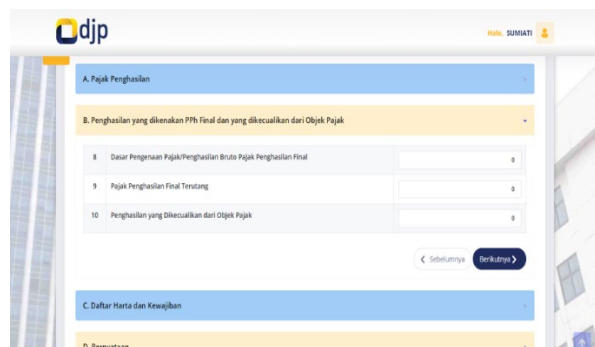 djp
Halo, SUMIATI
A. Pajak Penghasilan
B. Penghasilan yang dikenakan PPh Final dan yang dikecualikan dari Objek Pajak
8 Dasar Pengenaan Pajak/Penghasilan Bruto Pajak Penghasilan Final 0
9 Pajak Penghasilan Final Terutang 0
10 Penghasilan yang Dikecualikan dari Objek Pajak 0
Sebelumnya Berikutnya
C. Daftar Harta dan Kewajiban
D. Pernyataan